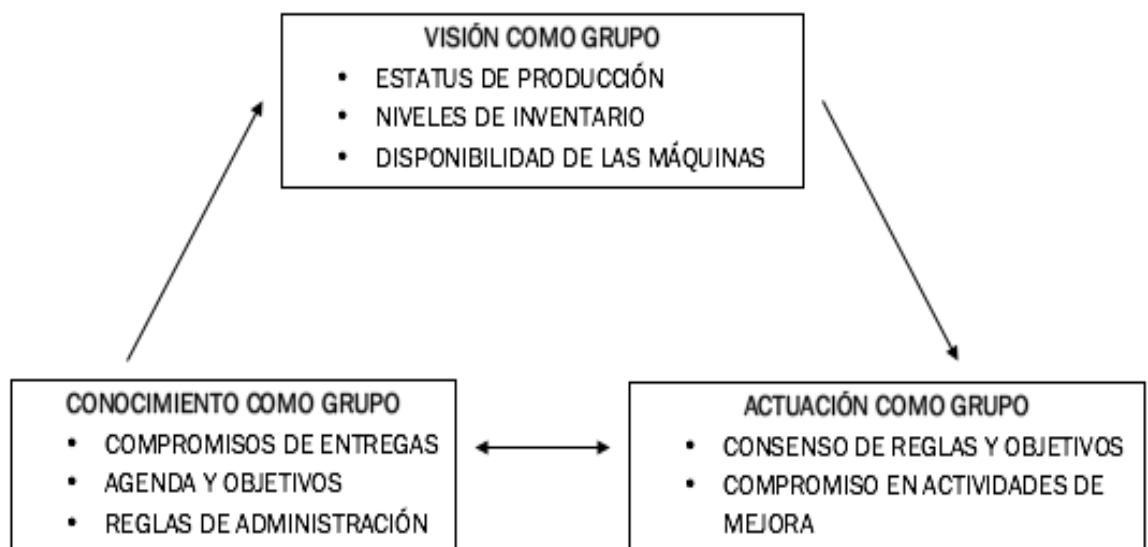 VISIÓN COMO GRUPO
• ESTATUS DE PRODUCCIÓN
• NIVELES DE INVENTARIO
• DISPONIBILIDAD DE LAS MÁQUINAS
CONOCIMIENTO COMO GRUPO
• COMPROMISOS DE ENTREGAS
• AGENDA Y OBJETIVOS
• REGLAS DE ADMINISTRACIÓN
ACTUACIÓN COMO GRUPO
• CONSENSO DE REGLAS Y OBJETIVOS
• COMPROMISO EN ACTIVIDADES DE
MEJORA